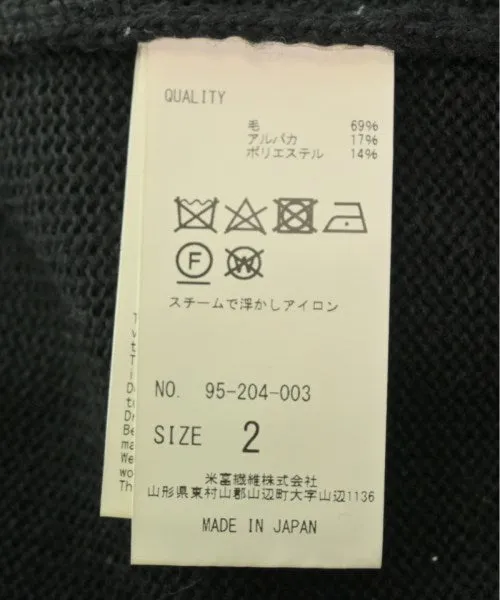 QUALITY
毛 69%
アルパカ 17%
ポリエステル 14%
F
W
スチームで浮かしアイロン
NO. 95-204-003
SIZE 2
米富繊維株式会社
山形県東村山郡山辺町大字山辺1136
MADE IN JAPAN